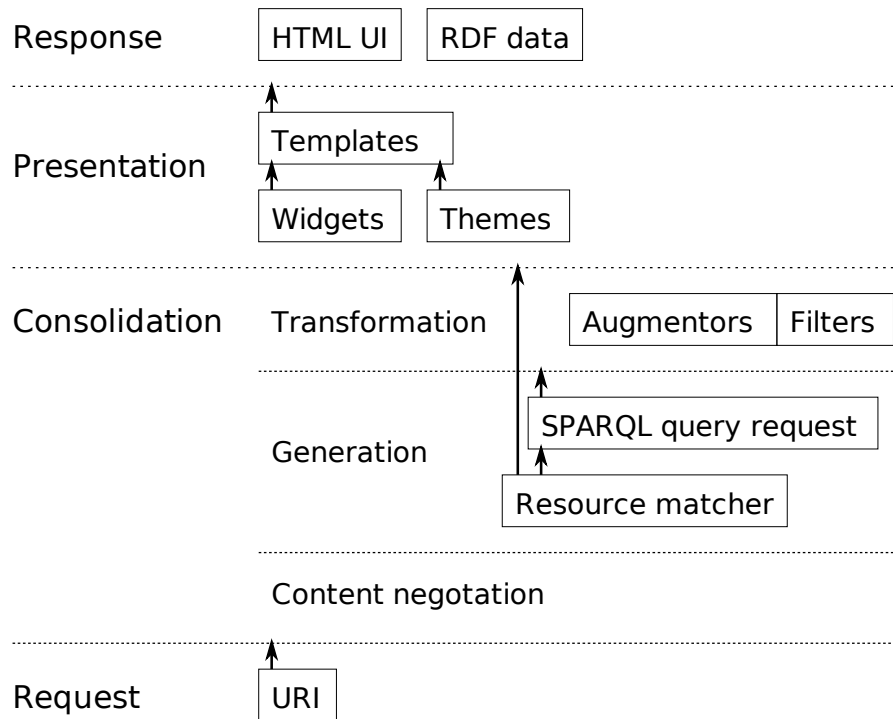 Response
HTML UI
RDF data
Presentation
Templates
Widgets
Themes
Consolidation
Transformation
Augmentors
Filters
Generation
SPARQL query request
Resource matcher
Content negotation
Request
URI